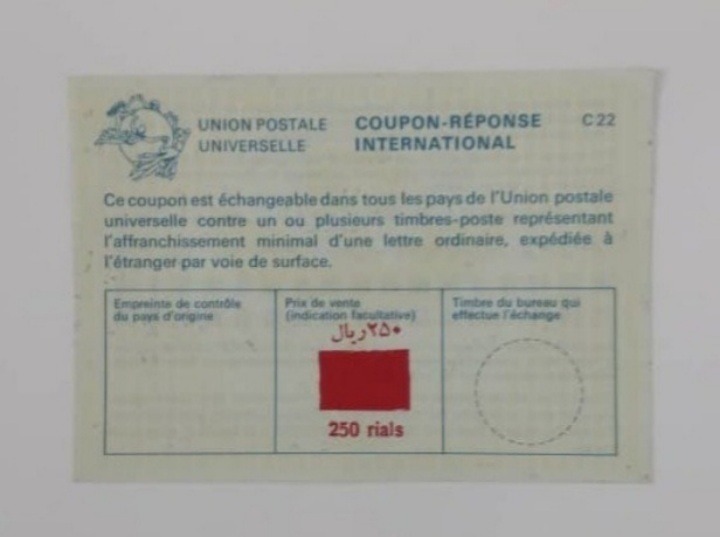 UNION POSTALE
UNIVERSELLE
COUPON-RÉPONSE
INTERNATIONAL
C 22
Ce coupon est échangeable dans tous les pays de l'Union postale
universelle contre un ou plusieurs timbres-poste représentant
l'affranchissement minimal d'une lettre ordinaire, expédiée à
l'étranger par voie de surface.
Empreinte de contrôle
du pays d'origine
Prix de vente
(indication facultative)
۲۵۰ ریال
250 rials
Timbre du bureau qui
effectue l'échange